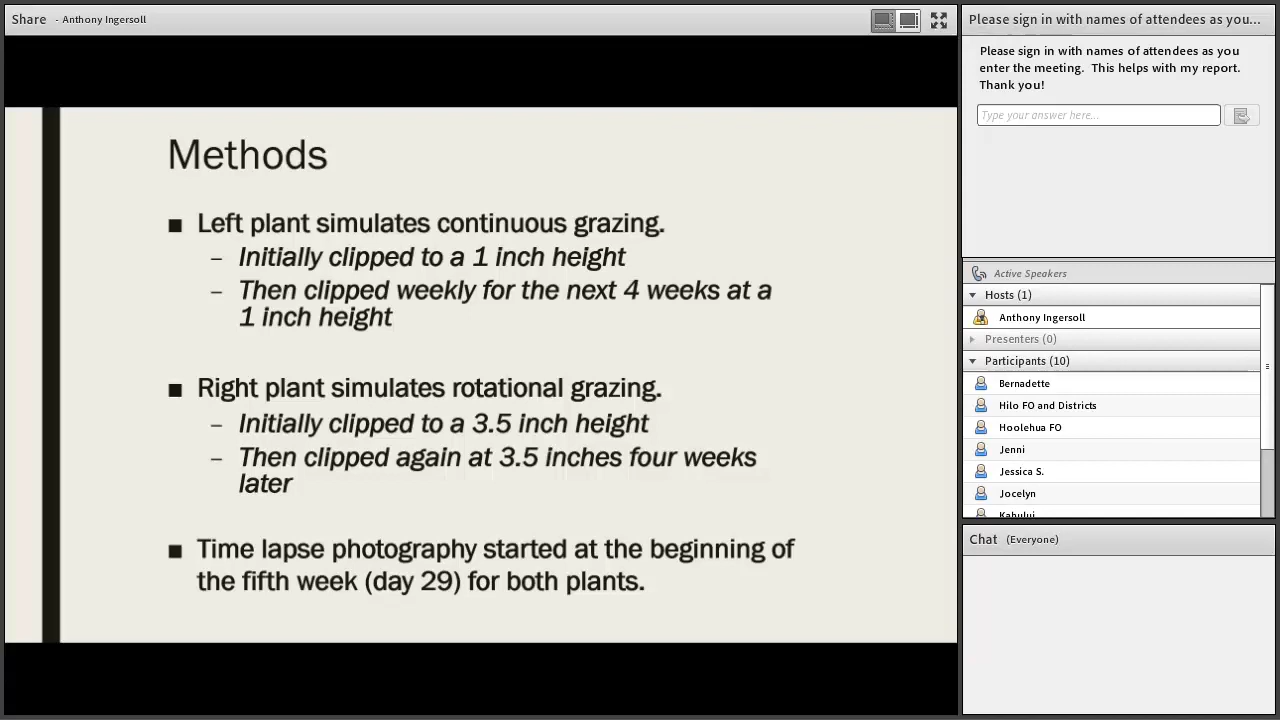 Share - Anthony Ingersoll
Methods
■ Left plant simulates continuous grazing.
– Initially clipped to a 1 inch height
– Then clipped weekly for the next 4 weeks at a
1 inch height
■ Right plant simulates rotational grazing.
– Initially clipped to a 3.5 inch height
– Then clipped again at 3.5 inches four weeks
later
■ Time lapse photography started at the beginning of
the fifth week (day 29) for both plants.
Please sign in with names of attendees as you...
Please sign in with names of attendees as you
enter the meeting. This helps with my report.
Thank you!
Type your answer here...
Active Speakers
Hosts (1)
Anthony Ingersoll
Presenters (0)
Participants (10)
Bernadette
Hilo FO and Districts
Hoolehua FO
Jenni
Jessica S.
Jocelyn
Kahului
Chat (Everyone)